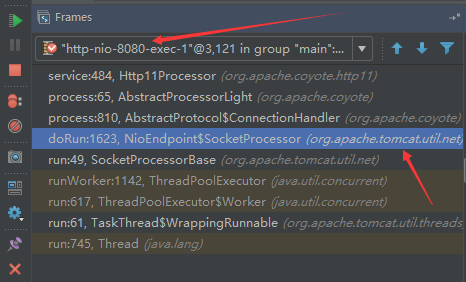 Frames
"http-nio-8080-exec-1"@3,121 in group "main":...
service:484, Http11Processor (org.apache.coyote.http11)
process:65, AbstractProcessorLight (org.apache.coyote)
process:810, AbstractProtocol$ConnectionHandler (org.apache.coyote)
doRun:1623, NioEndpoint$SocketProcessor (org.apache.tomcat.util.net)
run:49, SocketProcessorBase (org.apache.tomcat.util.net)
runWorker:1142, ThreadPoolExecutor (java.util.concurrent)
run:617, ThreadPoolExecutor$Worker (java.util.concurrent)
run:61, TaskThread$WrappingRunnable (org.apache.tomcat.util.threads
run:745, Thread (java.lang)